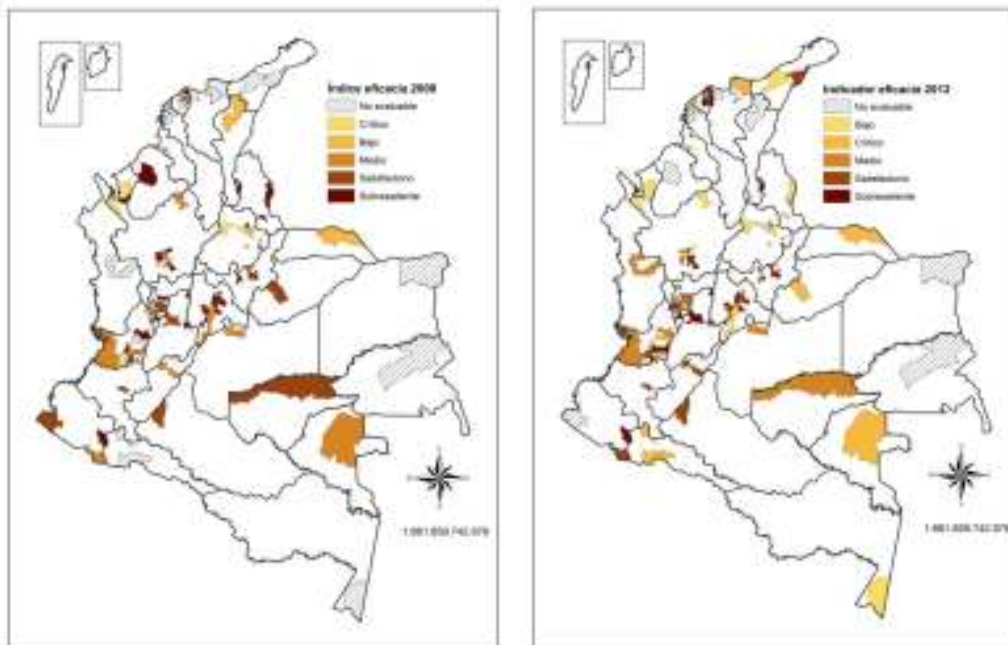 Índice eficacia 2008
No evaluable
Crítico
Bajo
Medio
Satisfactorio
Sobresaliente
Indicador eficacia 2012
No evaluable
Bajo
Crítico
Medio
Satisfactorio
Sobresaliente